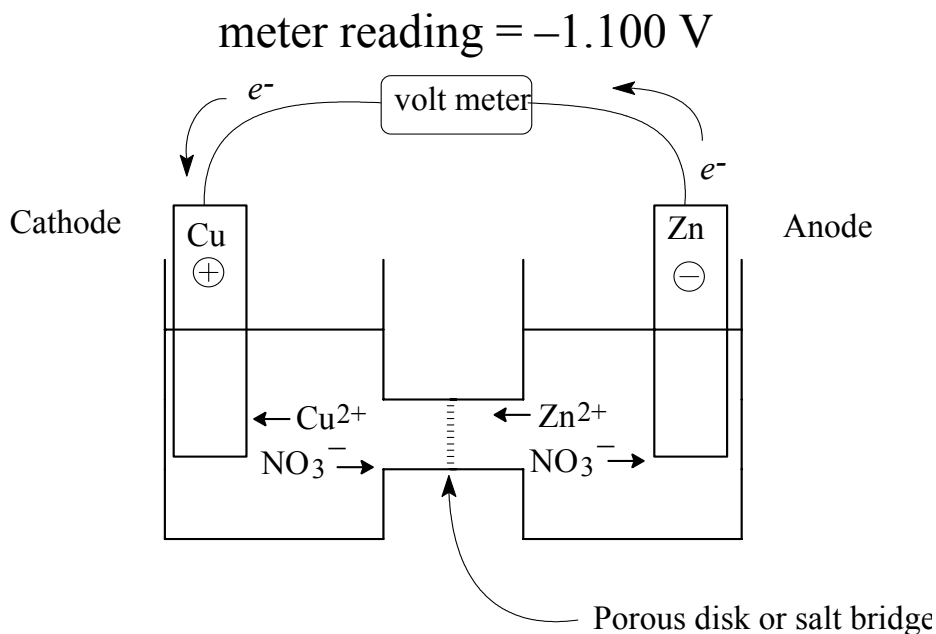 meter reading = –1.100 V
e-
volt meter
e-
Cathode
Cu
+
Zn
–
Anode
Cu2+
Zn2+
NO3–
NO3–
Porous disk or salt bridge